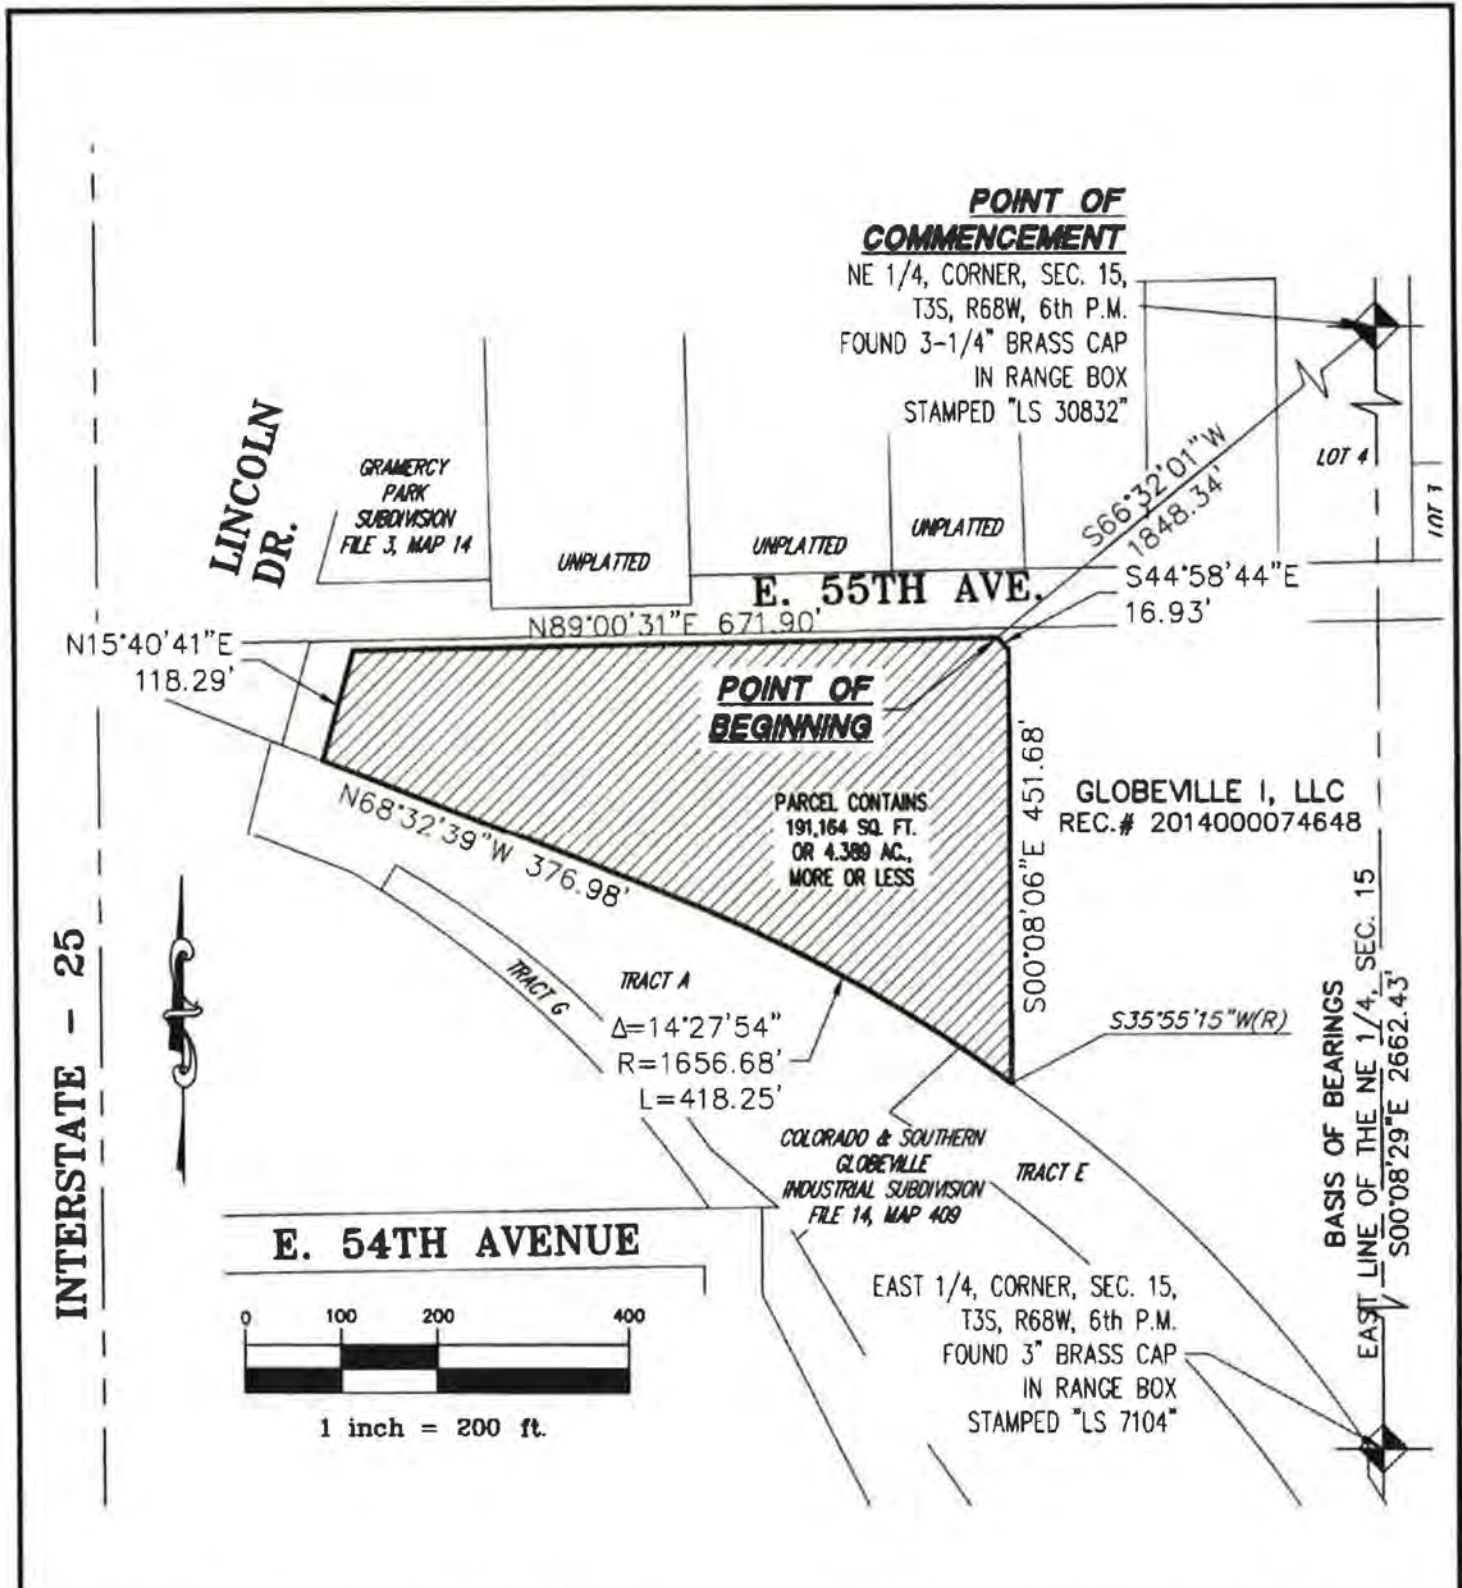 POINT OF
COMMENCEMENT
NE 1/4, CORNER, SEC. 15,
T3S, R68W, 6th P.M.
FOUND 3-1/4" BRASS CAP
IN RANGE BOX
STAMPED "LS 30832"
LINCOLN
DR.
GRAMERCY
PARK
SUBDIVISION
FILE 3, MAP 14
UNPLATTED
UNPLATTED
UNPLATTED
S66°32'01"W
1848.34'
LOT 4
LOT 3
E. 55TH AVE.
S44°58'44"E
16.93'
N89°00'31"E 671.90'
N15°40'41"E
118.29'
POINT OF
BEGINNING
S00°08'06"E 451.68'
PARCEL CONTAINS
191,164 SQ. FT.
OR 4.389 AC.,
MORE OR LESS
GLOBEVILLE I, LLC
REC.# 2014000074648
N68°32'39"W 376.98'
INTERSTATE - 25
TRACT G
TRACT A
Δ=14°27'54"
R=1656.68'
L=418.25'
S35°55'15"W(R)
BASIS OF BEARINGS
EAST LINE OF THE NE 1/4, SEC. 15
S00°08'29"E 2662.43'
COLORADO & SOUTHERN
GLOBEVILLE
INDUSTRIAL SUBDIVISION
FILE 14, MAP 409
TRACT E
E. 54TH AVENUE
EAST 1/4, CORNER, SEC. 15,
T3S, R68W, 6th P.M.
FOUND 3" BRASS CAP
IN RANGE BOX
STAMPED "LS 7104"
0 100 200 400
1 inch = 200 ft.